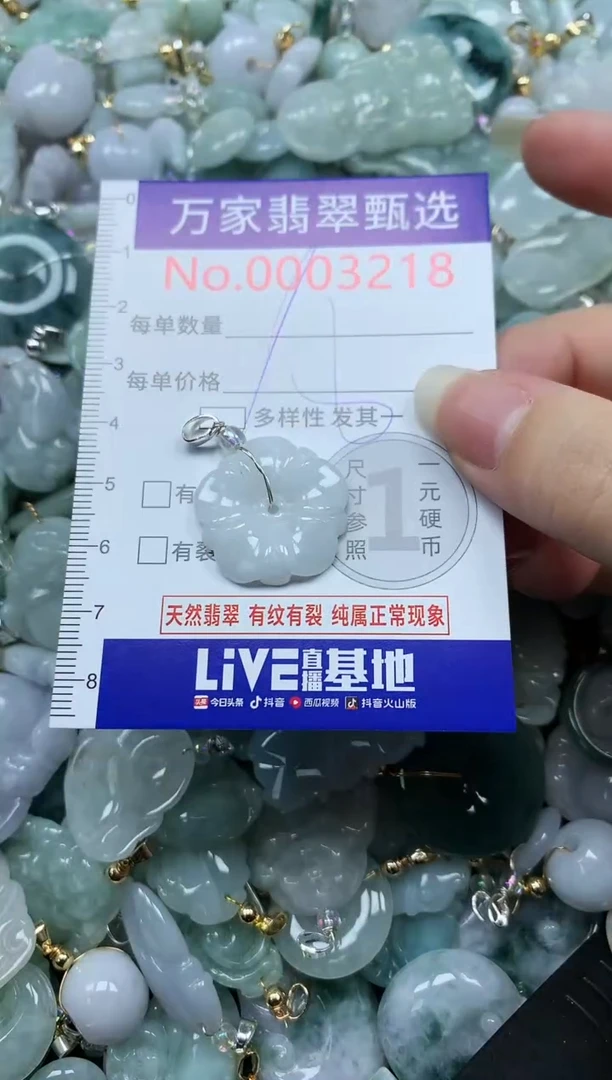 万家翡翠甄选
No.0003218
0
1
2
3
4
5
6
7
8
每单数量
每单价格
多样性 发其一
有
有裂
尺寸参照
1
一元硬币
天然翡翠 有纹有裂 纯属正常现象
LiVE直播基地
头条 今日头条 抖音 西瓜视频 抖音火山版